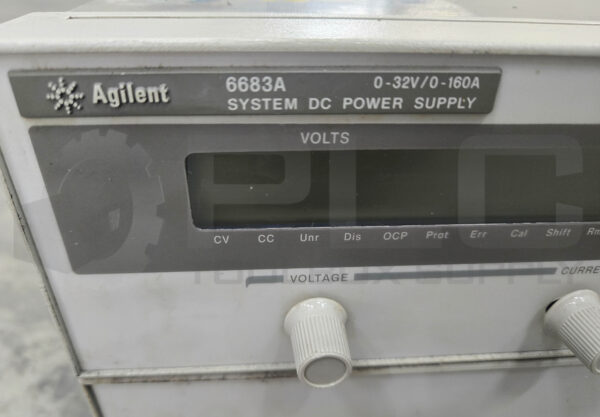 Agilent 6683A 0-32V/0-160A
SYSTEM DC POWER SUPPLY
VOLTS
PLC
CV CC Unr Dis OCP Prot Err Cal Shift
VOLTAGE